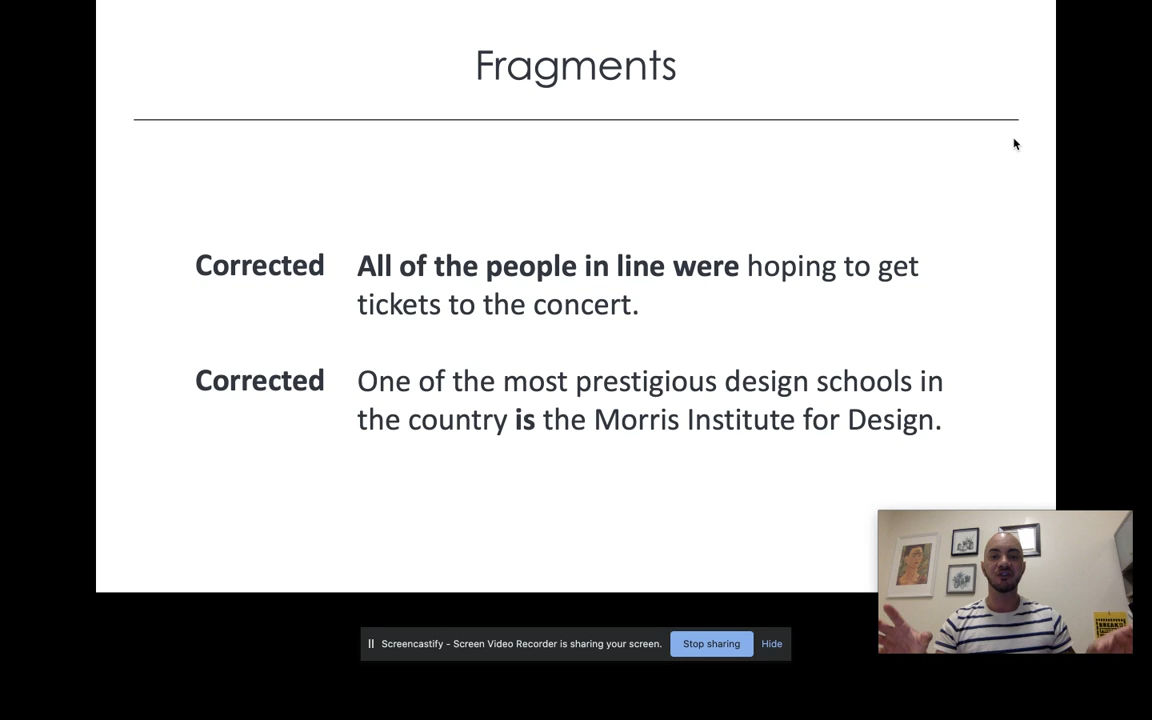 Fragments
Corrected All of the people in line were hoping to get
tickets to the concert.
Corrected One of the most prestigious design schools in
the country is the Morris Institute for Design.
BREAK
Screencastify - Screen Video Recorder is sharing your screen. Stop sharing Hide